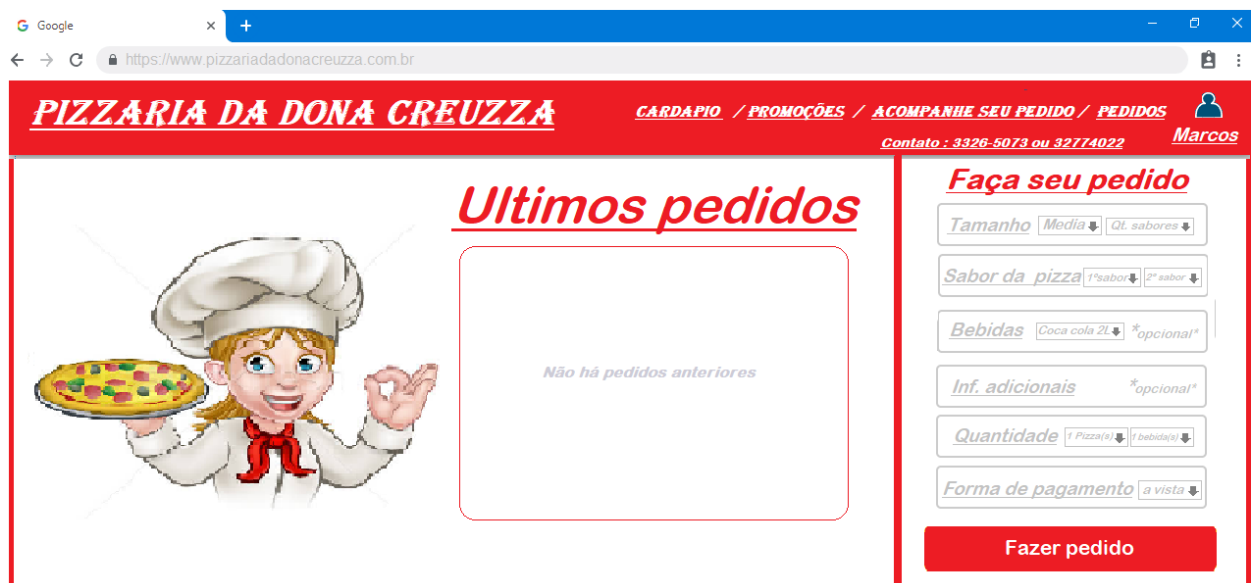 Google
https://www.pizzariadadonacreuzza.com.br
PIZZARIA DA DONA CREUZZA
CARDAPIO / PROMOÇÕES / ACOMPANHE SEU PEDIDO / PEDIDOS
Marcos
Contato : 3326-5073 ou 32774022
Ultimos pedidos
Não há pedidos anteriores
Faça seu pedido
Tamanho Media Qt. sabores
Sabor da pizza 1ºsabor 2º sabor
Bebidas Coca cola 2L *opcional*
Inf. adicionais *opcional*
Quantidade 1 Pizza(s) 1 bebida(s)
Forma de pagamento a vista
Fazer pedido